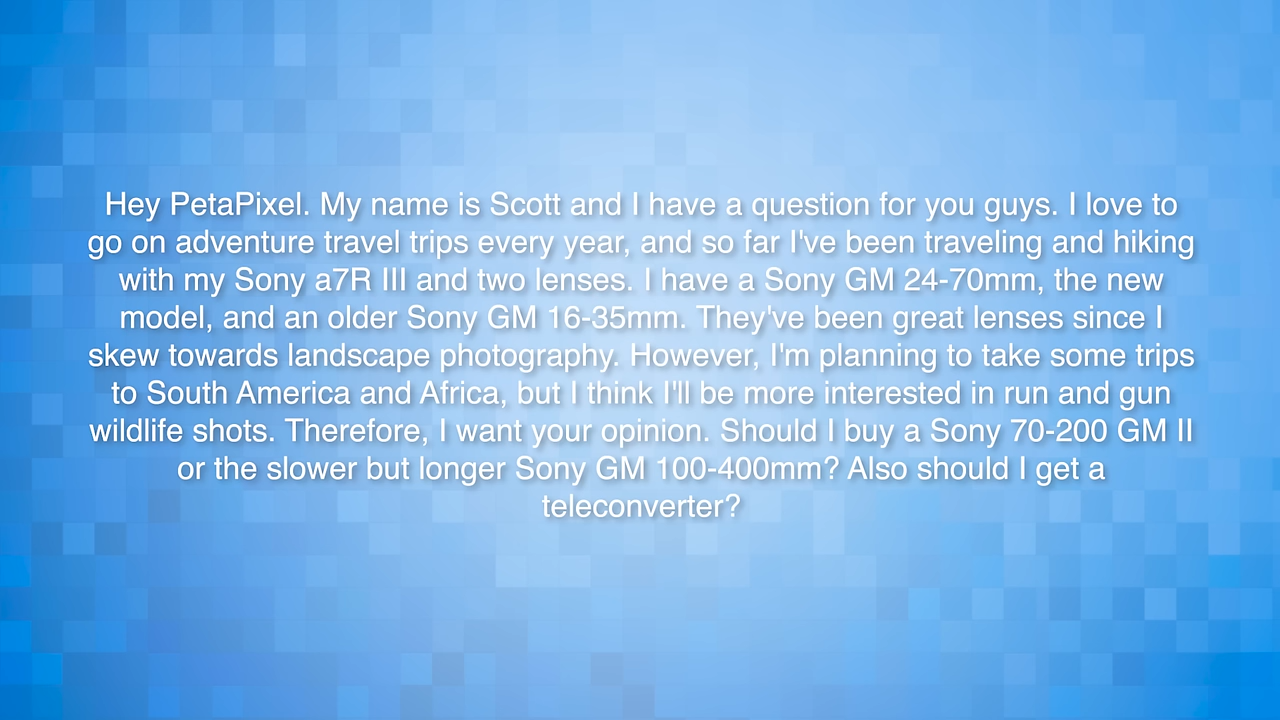 Hey PetaPixel. My name is Scott and I have a question for you guys. I love to
go on adventure travel trips every year, and so far I've been traveling and hiking
with my Sony a7R III and two lenses. I have a Sony GM 24-70mm, the new
model, and an older Sony GM 16-35mm. They've been great lenses since I
skew towards landscape photography. However, I'm planning to take some trips
to South America and Africa, but I think I'll be more interested in run and gun
wildlife shots. Therefore, I want your opinion. Should I buy a Sony 70-200 GM II
or the slower but longer Sony GM 100-400mm? Also should I get a
teleconverter?